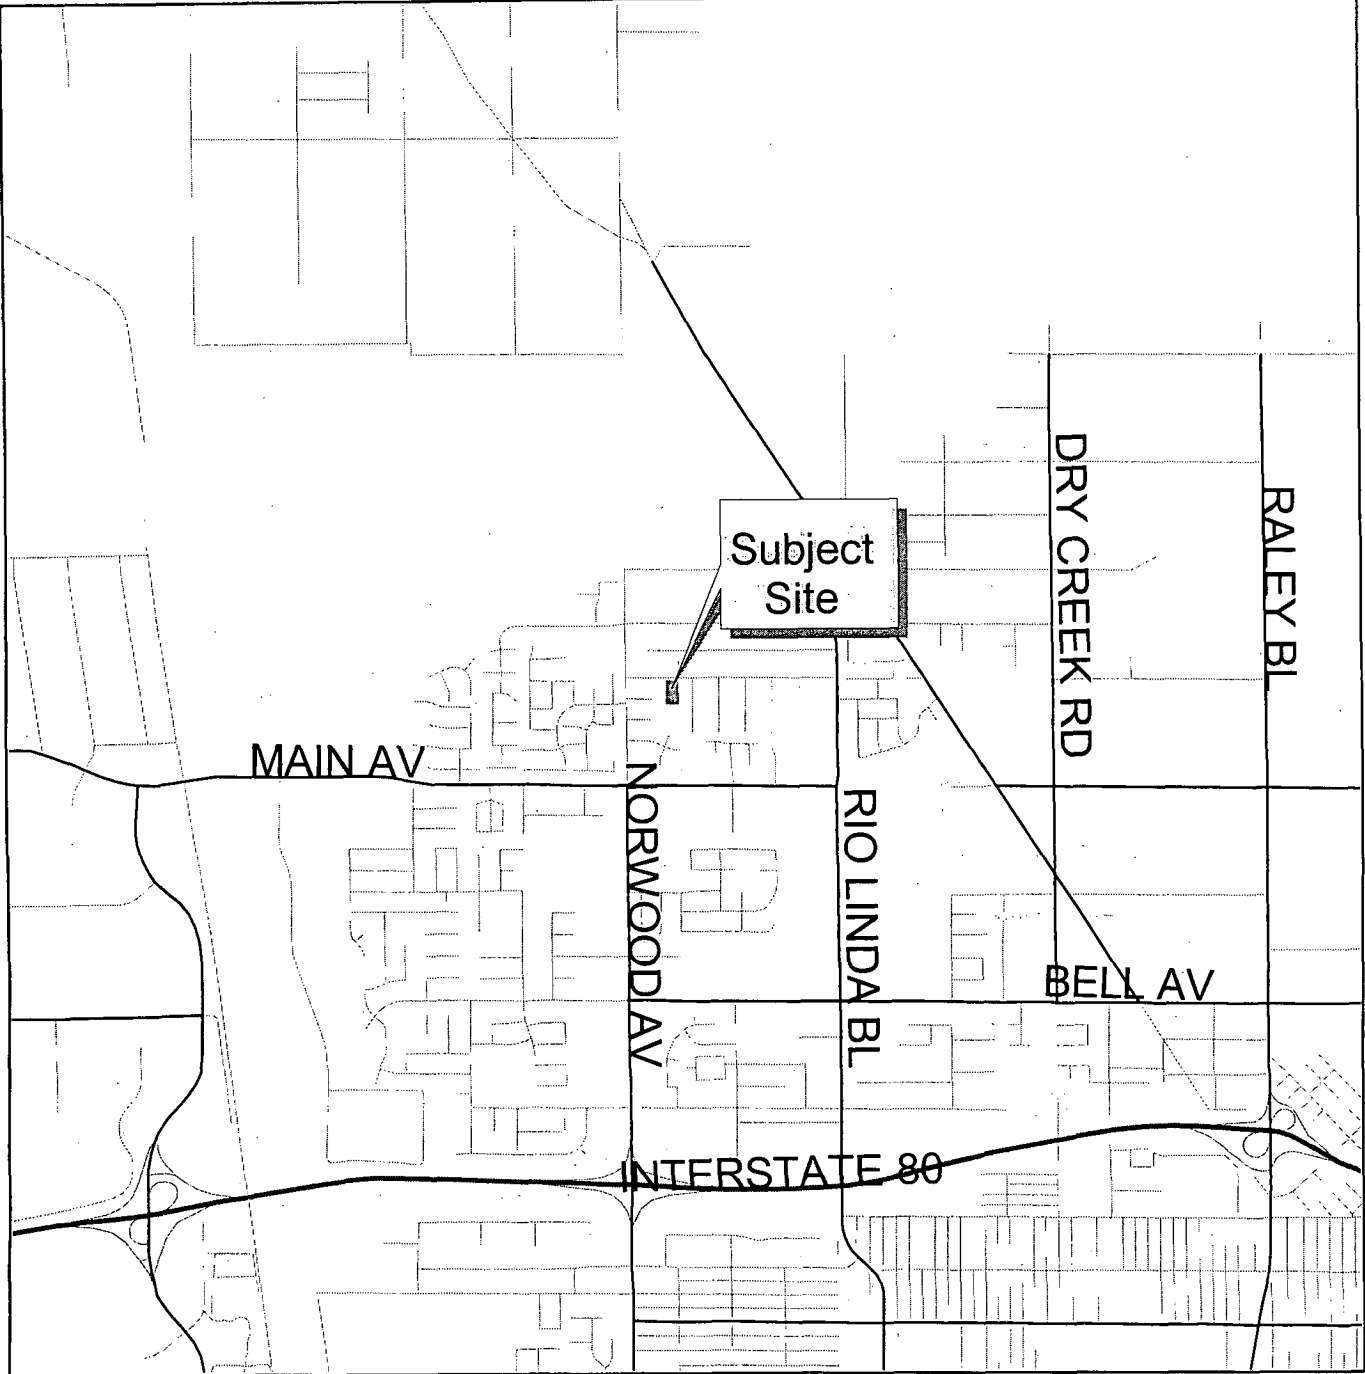 Subject
Site
DRY CREEK RD
RALEY BL
MAIN AV
NORWOOD AV
RIO LINDA BL
BELL AV
INTERSTATE 80